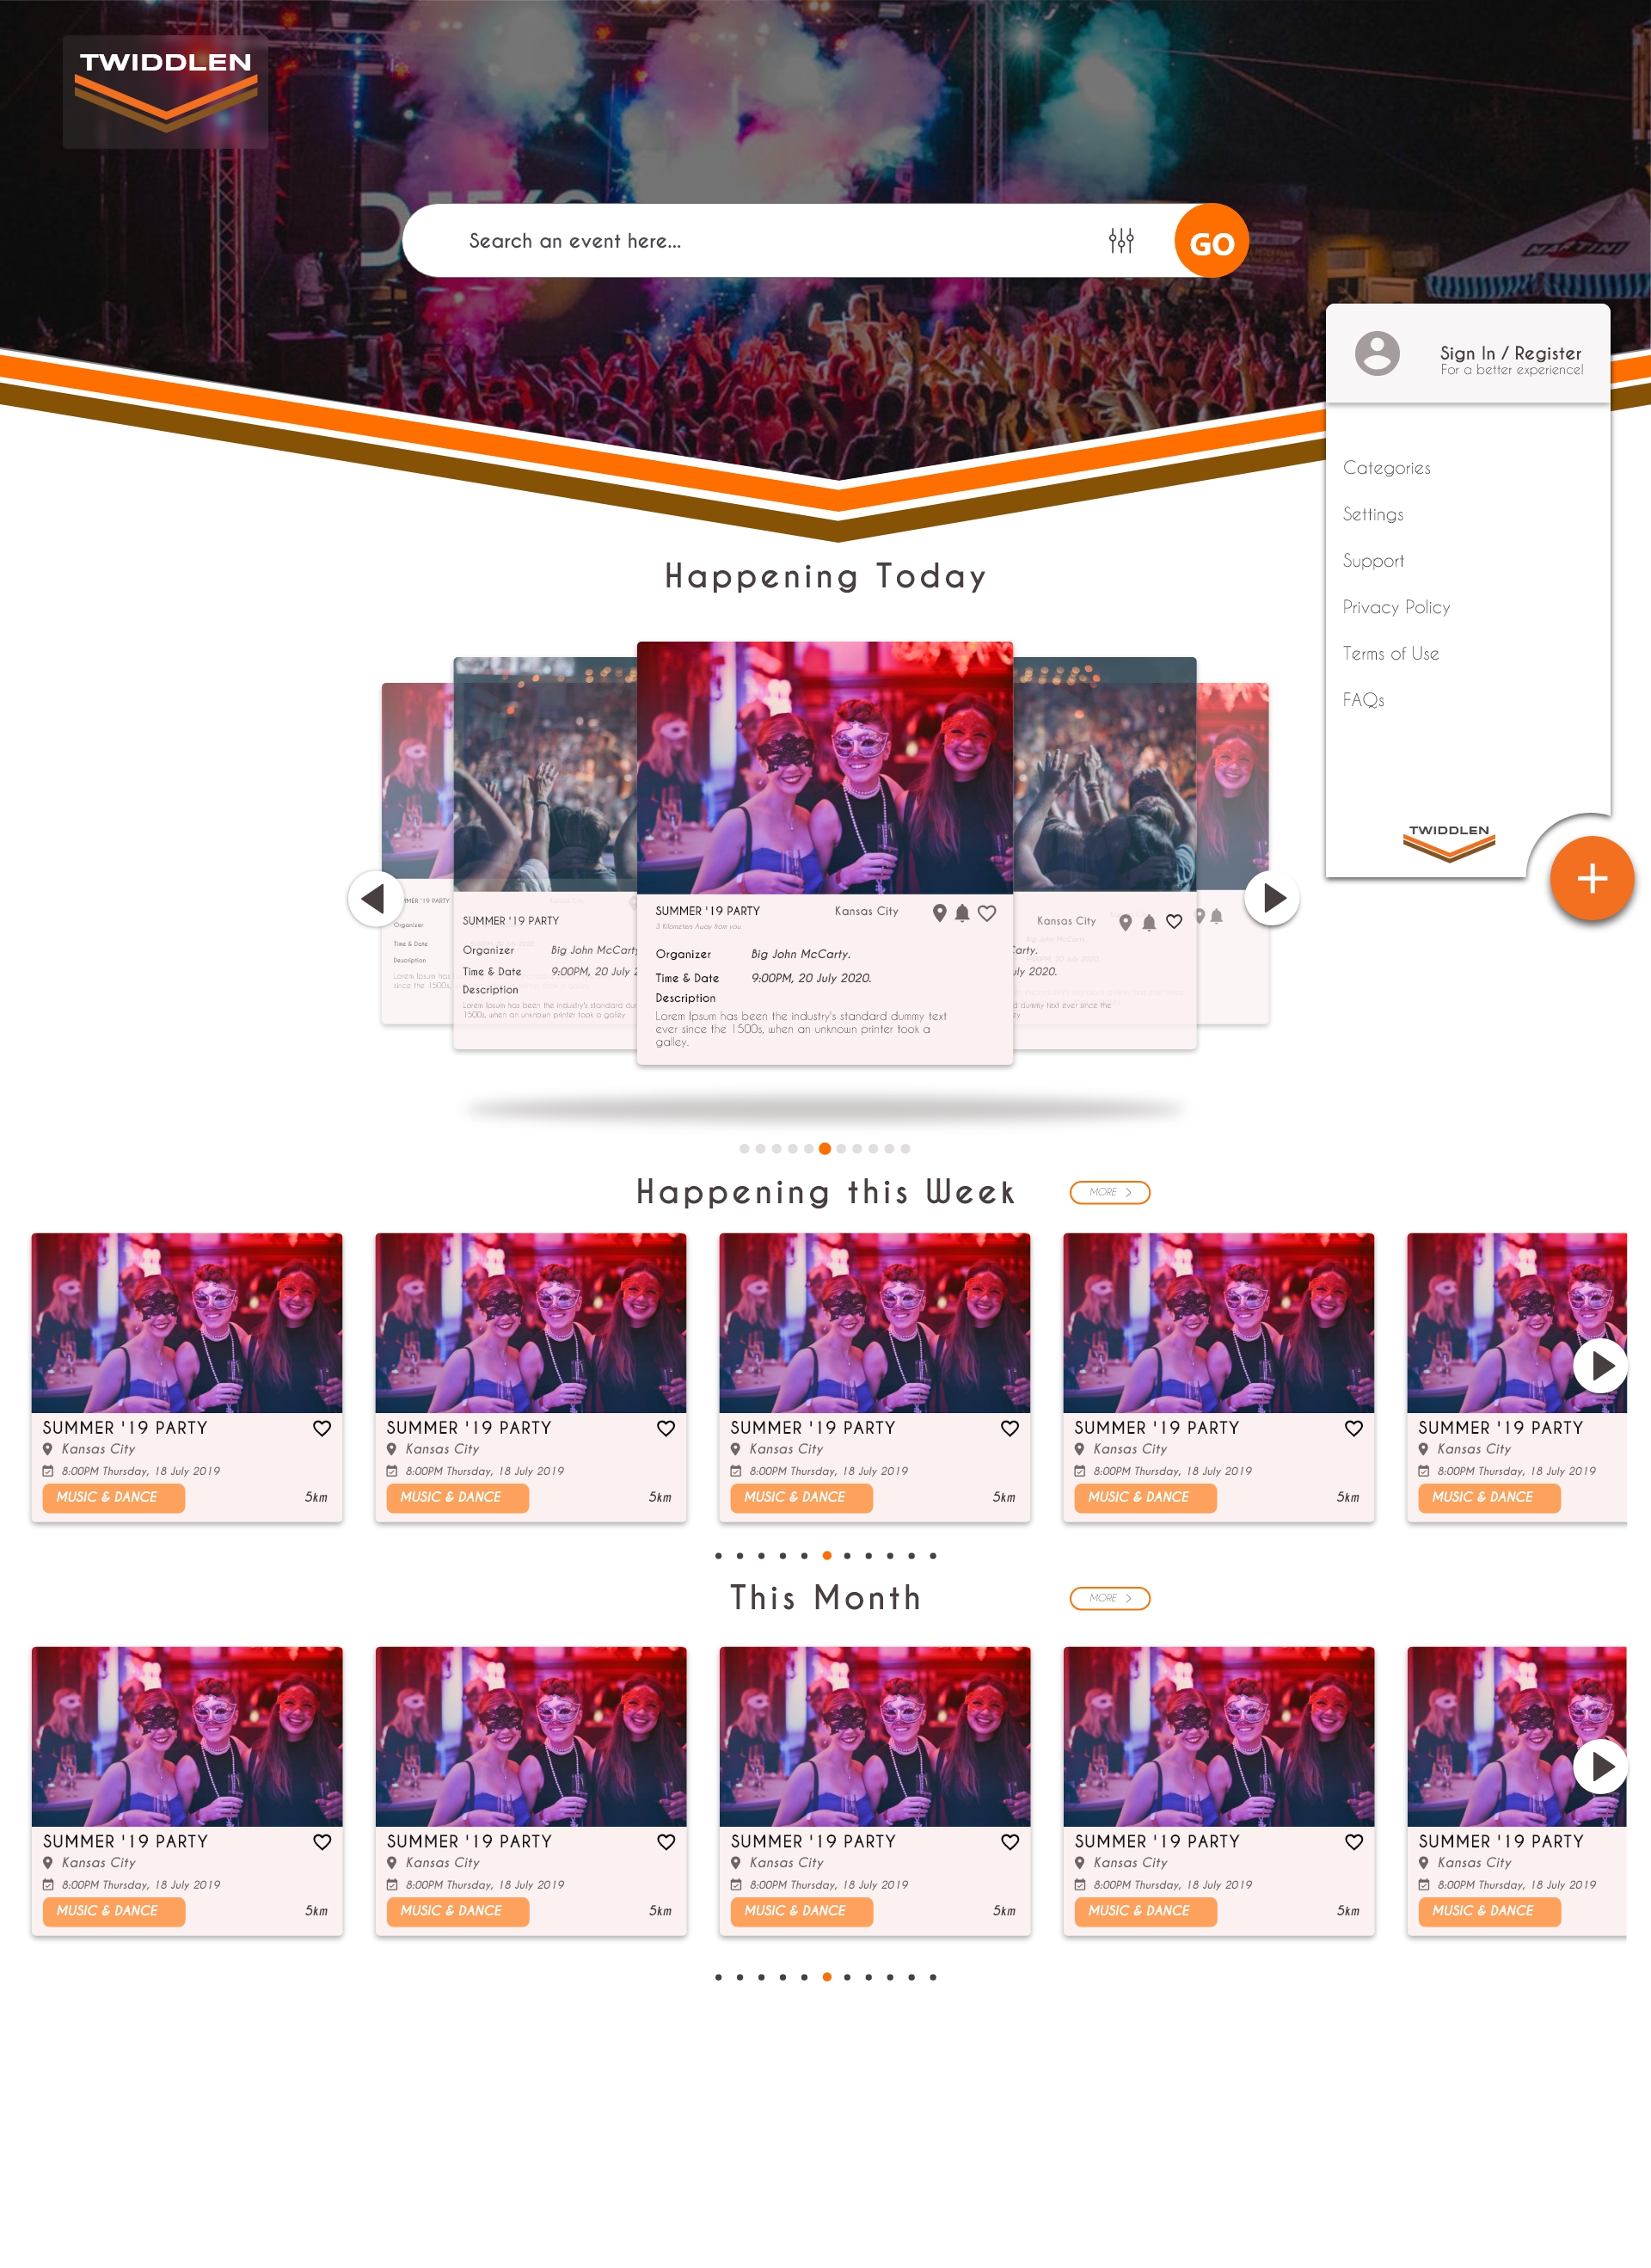 TWIDDLEN
Search an event here...
GO
MARTINI
Sign In / Register
For a better experience!
Categories
Settings
Support
Privacy Policy
Terms of Use
FAQs
TWIDDLEN
Happening Today
SUMMER '19 PARTY
Kansas City
3 Kilometers Away from you.
Organizer
Big John McCarty.
Time & Date
9:00PM, 20 July 2020.
Description
Lorem Ipsum has been the industry's standard dummy text
ever since the 1500s, when an unknown printer took a
galley.
SUMMER '19 PARTY
Organizer
Big John McCarty
Time & Date
9:00PM, 20 July 2
Description
Lorem Ipsum has been the industry's standard dur
1500s, when an unknown printer took a galley
Kansas City
Carty.
uly 2020.
d dummy text ever since the
MER '19 PARTY
Organizer
Time & Date
Description
Lorem Ipsum has
since the 1500s,
Happening this Week
MORE
SUMMER '19 PARTY
Kansas City
8:00PM Thursday, 18 July 2019
MUSIC & DANCE
5km
SUMMER '19 PARTY
Kansas City
8:00PM Thursday, 18 July 2019
MUSIC & DANCE
5km
SUMMER '19 PARTY
Kansas City
8:00PM Thursday, 18 July 2019
MUSIC & DANCE
5km
SUMMER '19 PARTY
Kansas City
8:00PM Thursday, 18 July 2019
MUSIC & DANCE
5km
SUMMER '19 PARTY
Kansas City
8:00PM Thursday, 18 July 2019
MUSIC & DANCE
This Month
MORE
SUMMER '19 PARTY
Kansas City
8:00PM Thursday, 18 July 2019
MUSIC & DANCE
5km
SUMMER '19 PARTY
Kansas City
8:00PM Thursday, 18 July 2019
MUSIC & DANCE
5km
SUMMER '19 PARTY
Kansas City
8:00PM Thursday, 18 July 2019
MUSIC & DANCE
5km
SUMMER '19 PARTY
Kansas City
8:00PM Thursday, 18 July 2019
MUSIC & DANCE
5km
SUMMER '19 PARTY
Kansas City
8:00PM Thursday, 18 July 2019
MUSIC & DANCE